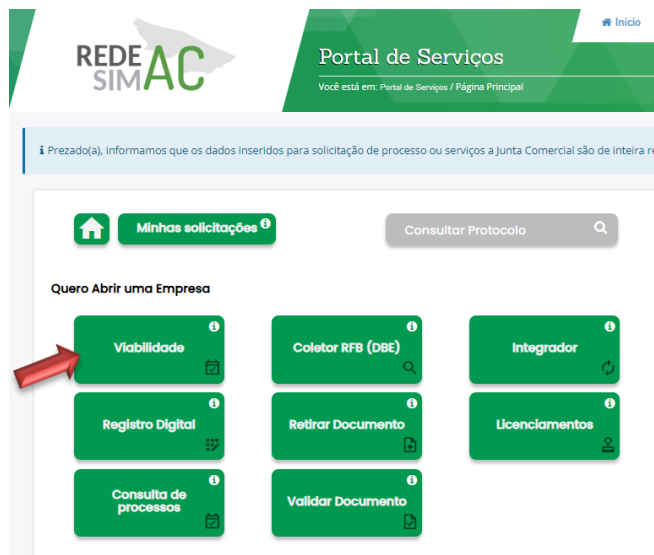 Início
REDE
SIMAC
Portal de Serviços
Você está em: Portal de Serviços / Página Principal
i Prezado(a), informamos que os dados inseridos para solicitação de processo ou serviços a Junta Comercial são de inteira re
Minhas solicitações
Consultar Protocolo
Quero Abrir uma Empresa
Viabilidade
Coletor RFB (DBE)
Integrador
Registro Digital
Retirar Documento
Licenciamentos
Consulta de
processos
Validar Documento